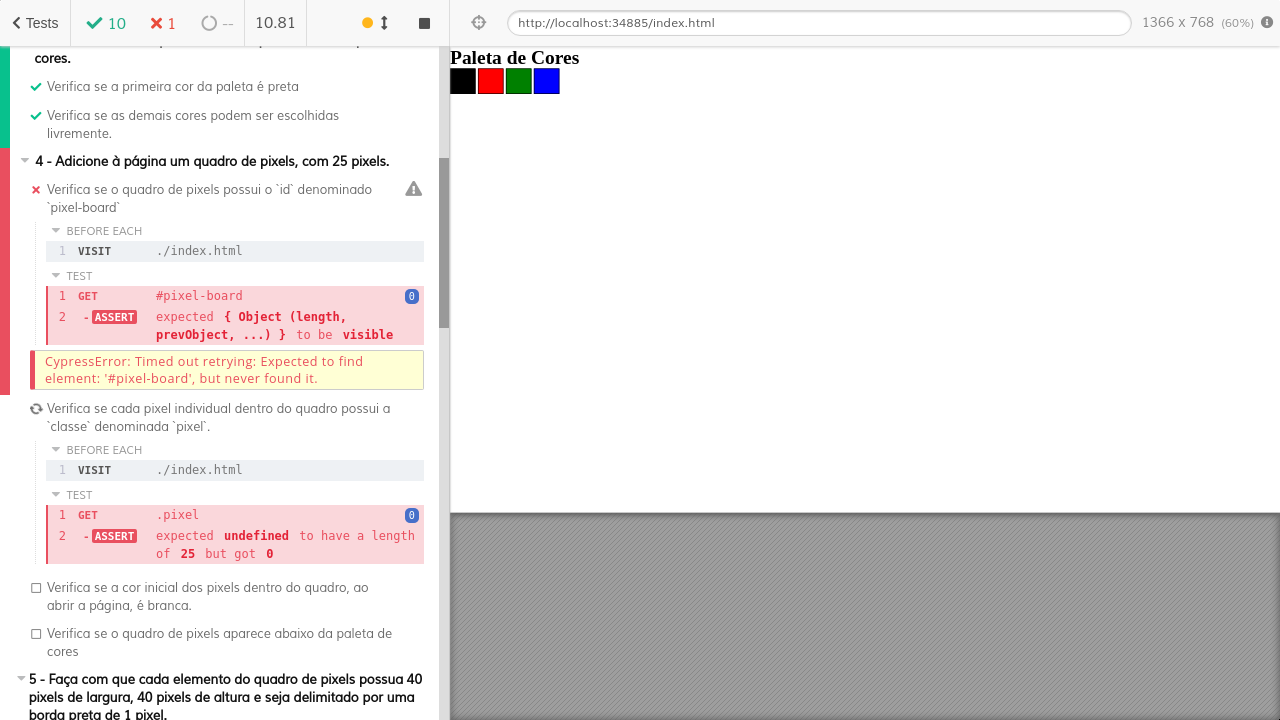 Tests
10
1
--
10.81
http://localhost:34885/index.html
1366 x 768 (60%)
cores.
Verifica se a primeira cor da paleta é preta
Verifica se as demais cores podem ser escolhidas
livremente.
4 - Adicione à página um quadro de pixels, com 25 pixels.
Verifica se o quadro de pixels possui o `id` denominado
`pixel-board`
BEFORE EACH
1 VISIT ./index.html
TEST
1 GET #pixel-board 0
2 -ASSERT expected { Object (length,
prevObject, ...) } to be visible
CypressError: Timed out retrying: Expected to find
element: '#pixel-board', but never found it.
Verifica se cada pixel individual dentro do quadro possui a
`classe` denominada `pixel`.
BEFORE EACH
1 VISIT ./index.html
TEST
1 GET .pixel 0
2 -ASSERT expected undefined to have a length
of 25 but got 0
Verifica se a cor inicial dos pixels dentro do quadro, ao
abrir a página, é branca.
Verifica se o quadro de pixels aparece abaixo da paleta de
cores
5 - Faça com que cada elemento do quadro de pixels possua 40
pixels de largura, 40 pixels de altura e seja delimitado por uma
borda preta de 1 pixel.
Paleta de Cores